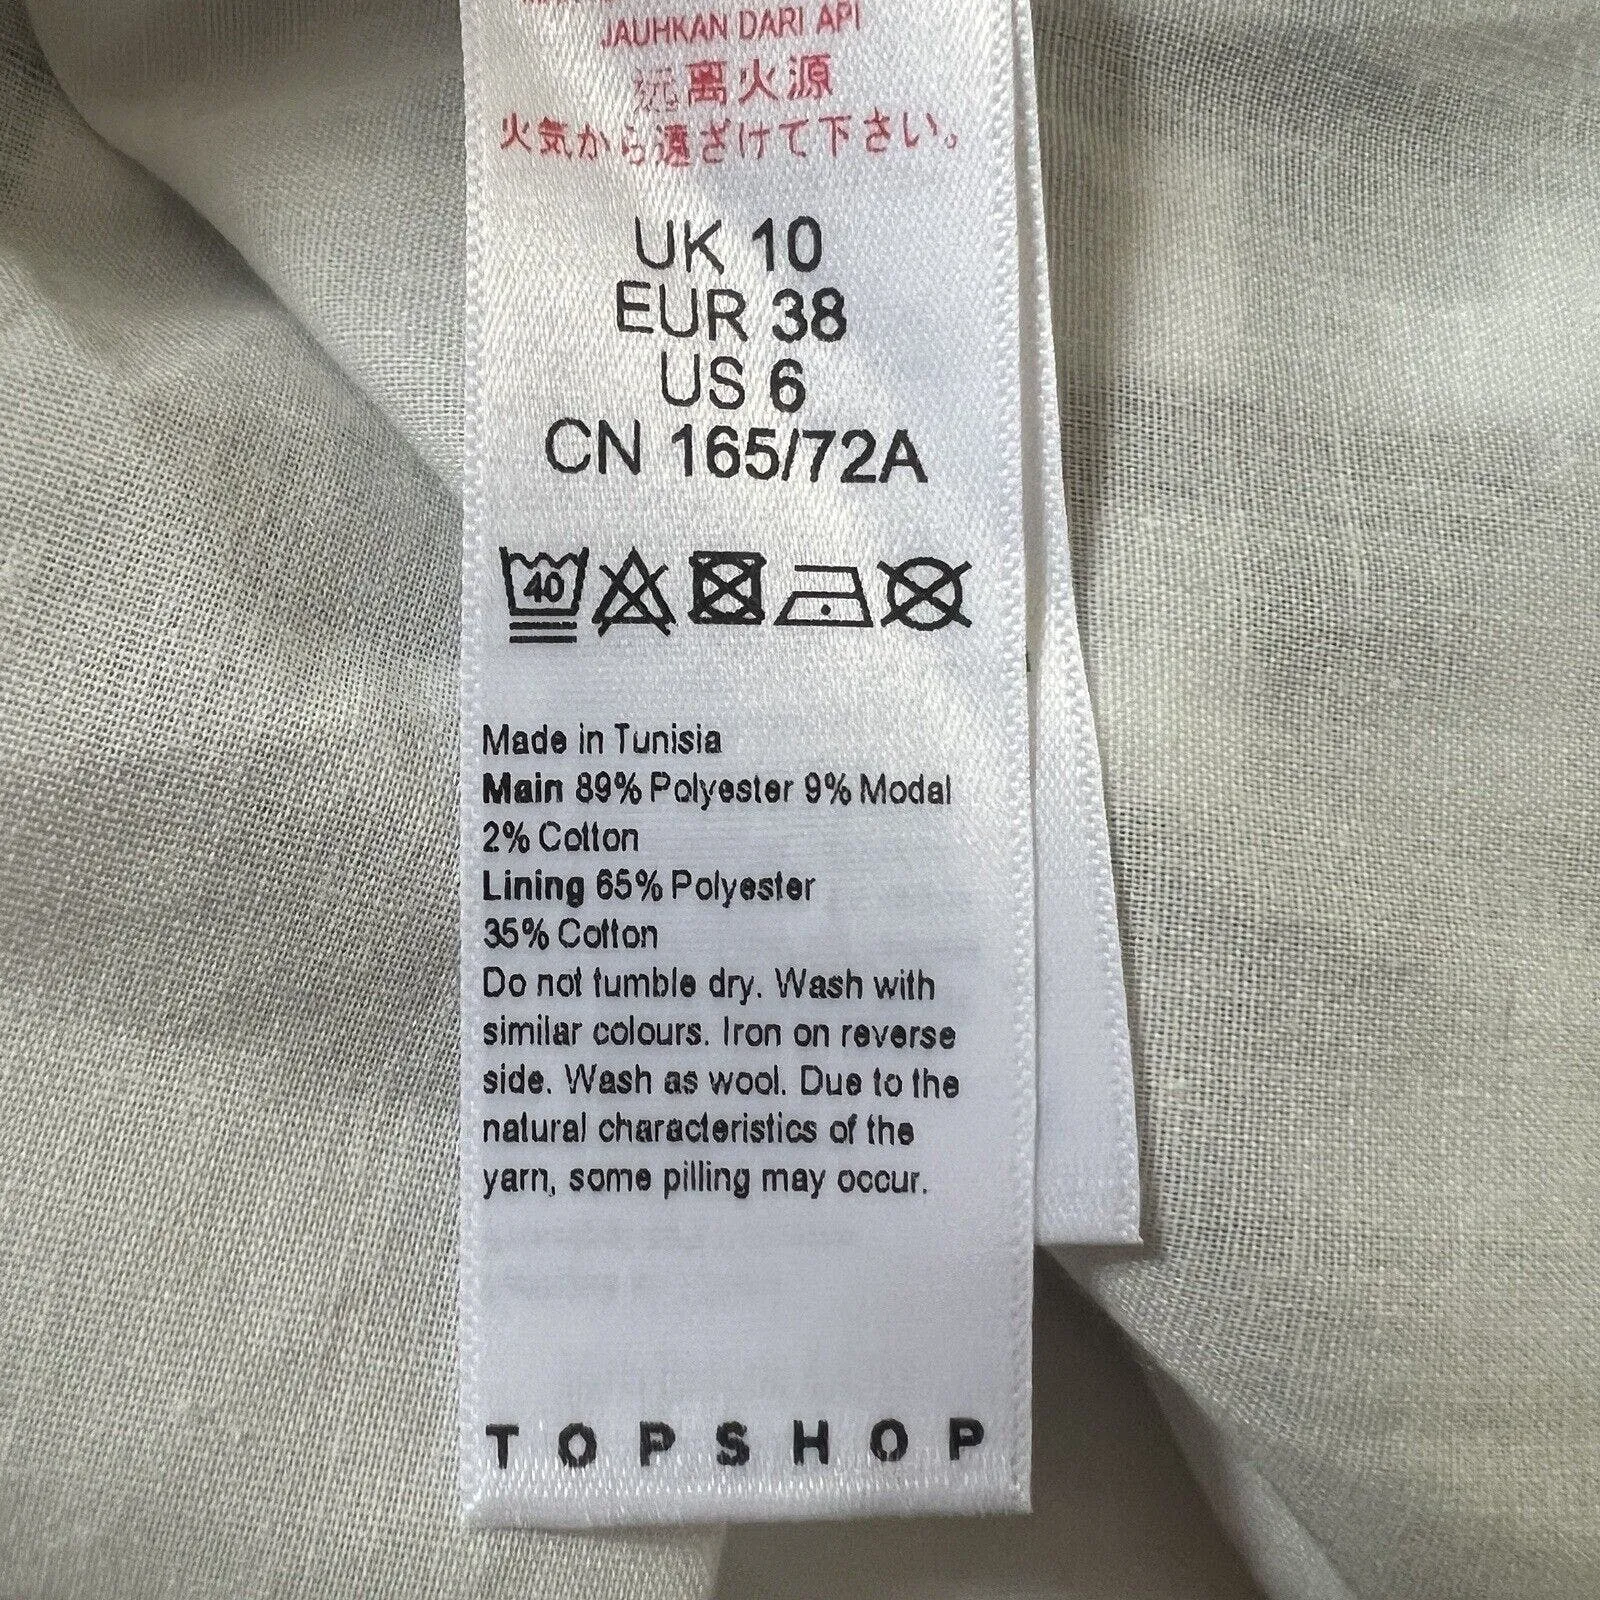 JAUHKAN DARI API
远离火源
火気から遠ざけて下さい。
UK 10
EUR 38
US 6
CN 165/72A
40
Made in Tunisia
Main 89% Polyester 9% Modal
2% Cotton
Lining 65% Polyester
35% Cotton
Do not tumble dry. Wash with
similar colours. Iron on reverse
side. Wash as wool. Due to the
natural characteristics of the
yarn, some pilling may occur.
TOPSHOP